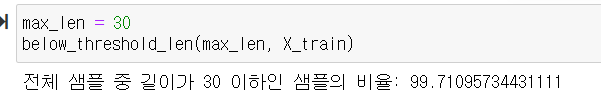 max_len = 30
below_threshold_len(max_len, X_train)
전체 샘플 중 길이가 30 이하인 샘플의 비율: 99.71095734431111